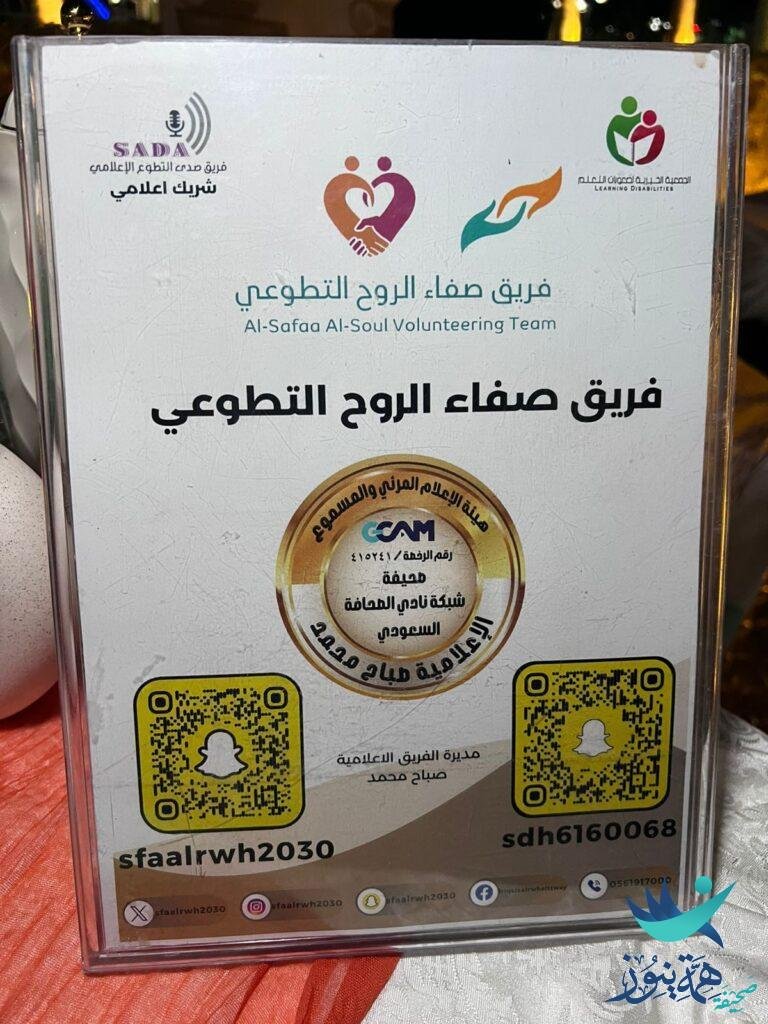 SADA
فريق صدى التطوع الإعلامي
شريك اعلامي
الجمعية الخيرية لصعوبات التعلم
LEARNING DISABILITIES
فريق صفاء الروح التطوعي
Al-Safaa Al-Soul Volunteering Team
فريق صفاء الروح التطوعي
هيئة الإعلام المرئي والمسموع
GCAM
رقم الرخصة / ٤١٥٢٤١
صحيفة
شبكة نادي الصحافة
السعودي
الإعلامية صباح محمد
مديرة الفريق الاعلامية
صباح محمد
sfaalrwh2030
sdh6160068
sfaalrwh2030
sfaalrwh2030
sfaalrwh2030
0561917000
صحيفة
همة نيوز